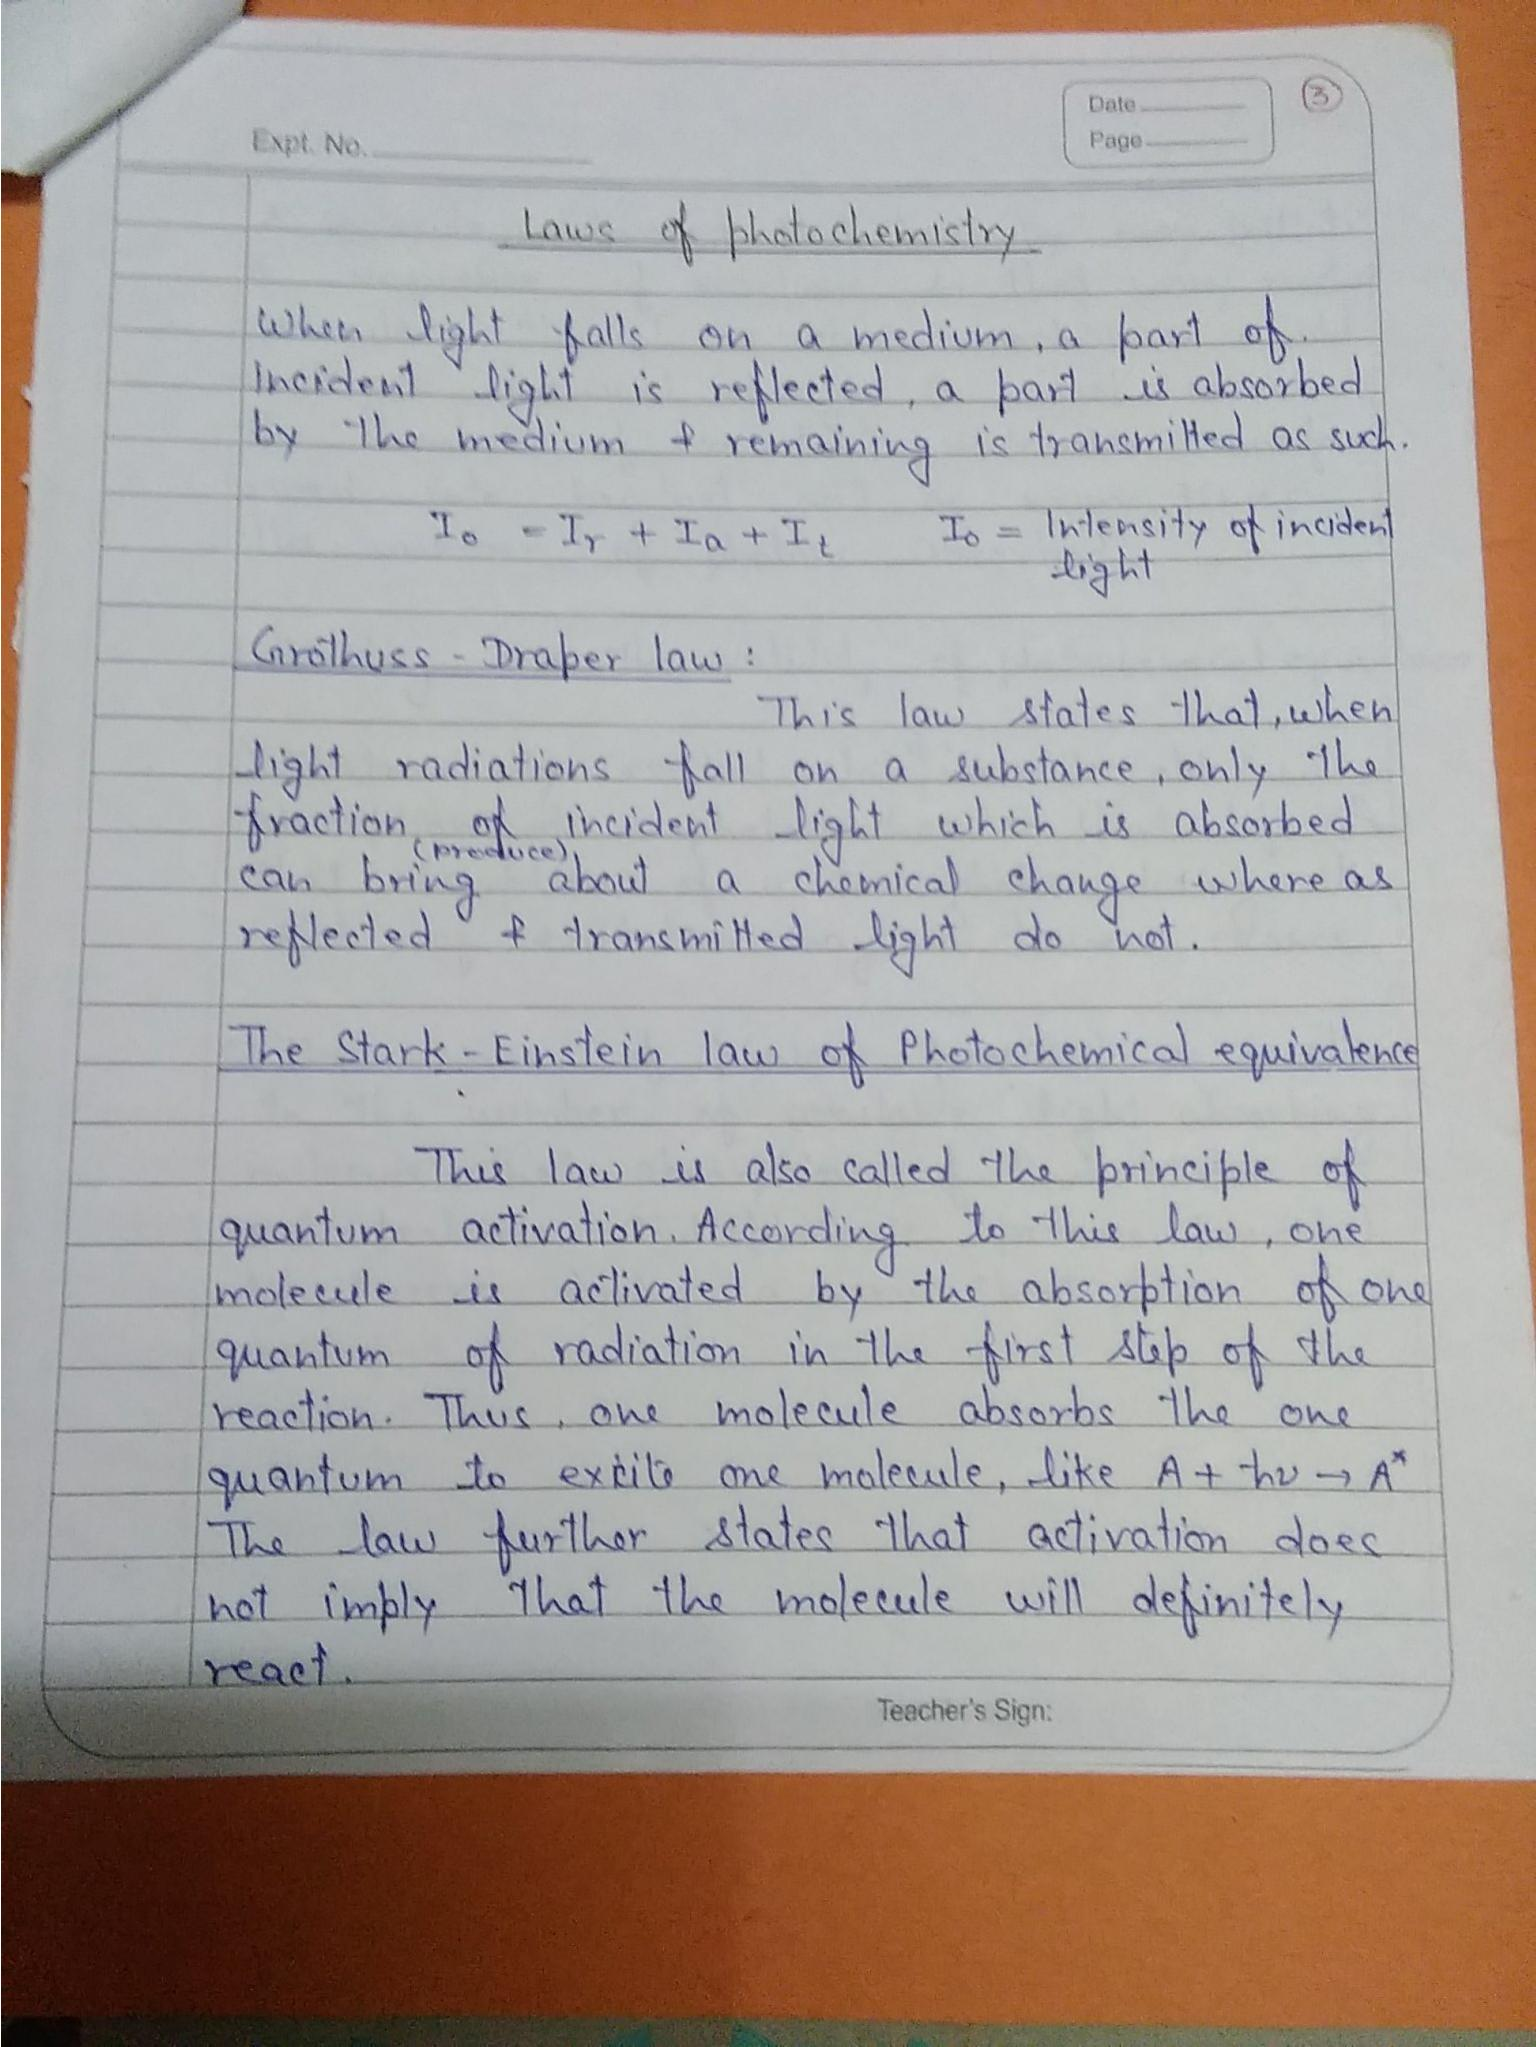 Date
Page
3
Expt. No.
Laws of photochemistry
When light falls on a medium, a part of
incident light is reflected, a part is absorbed
by the medium & remaining is transmitted as such.
I₀ = Iᵣ + Iₐ + Iₜ I₀ = Intensity of incident
light
Grotthuss - Draper law :
This law states that, when
light radiations fall on a substance, only the
fraction of incident light which is absorbed
(produce)
can bring about a chemical change where as
reflected & transmitted light do not.
The Stark - Einstein law of Photochemical equivalence
This law is also called the principle of
quantum activation. According to this law, one
molecule is activated by the absorption of one
quantum of radiation in the first step of the
reaction. Thus, one molecule absorbs the one
quantum to excite one molecule, like A + hν → A*
The law further states that activation does
not imply that the molecule will definitely
react.
Teacher's Sign: